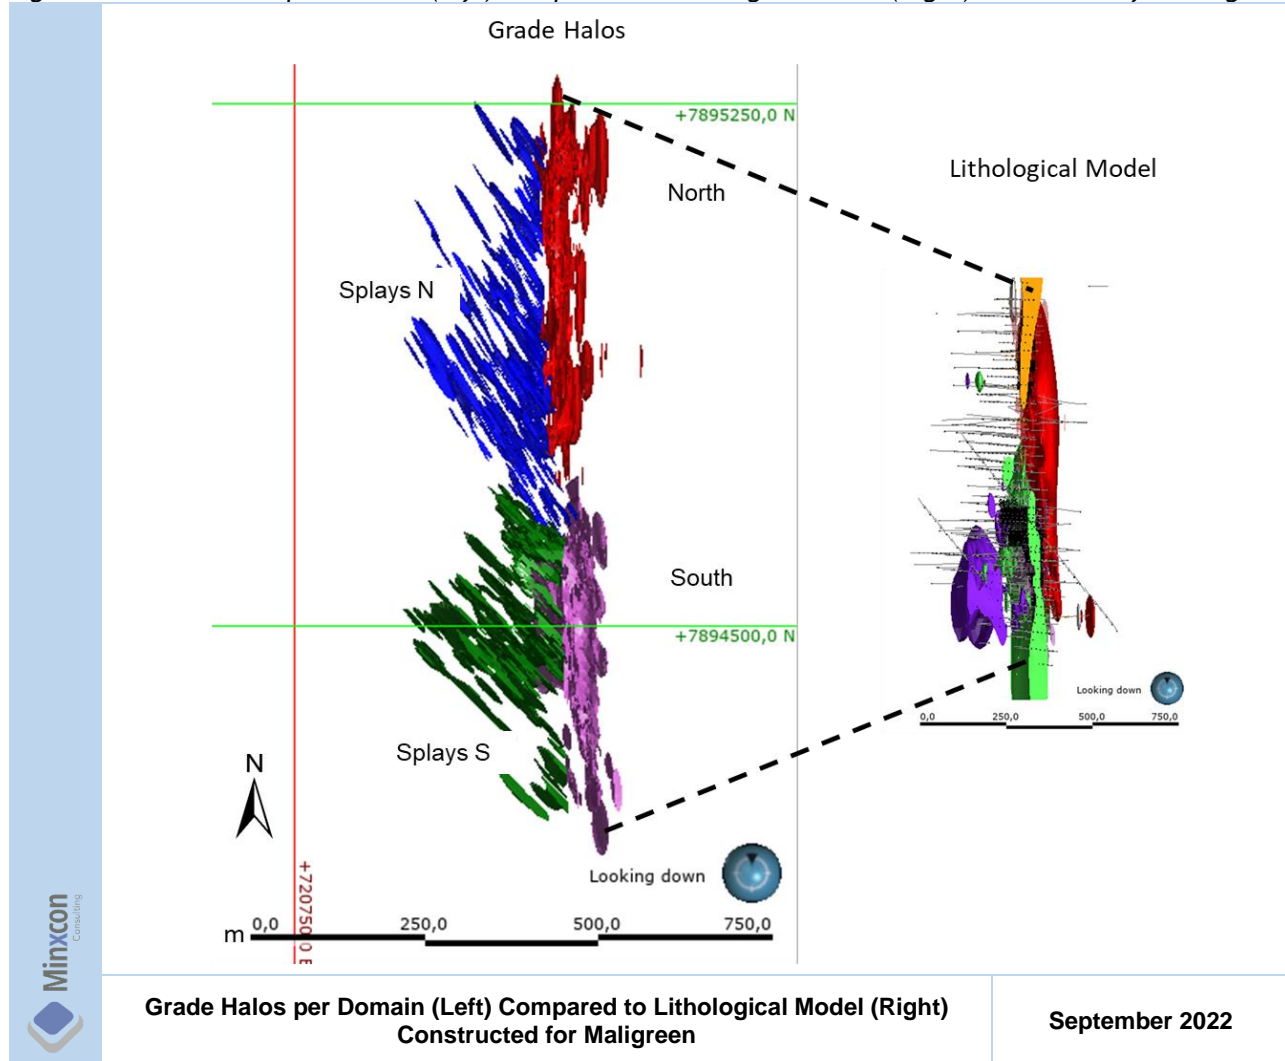 Grade Halos
+7895250,0 N
North
Lithological Model
Splays N
South
+7894500,0 N
Looking down
0,0 250,0 500,0 750,0
Splays S
N
Looking down
m 0,0 250,0 500,0 750,0
Minxcon
Consulting
Grade Halos per Domain (Left) Compared to Lithological Model (Right)
Constructed for Maligreen
September 2022